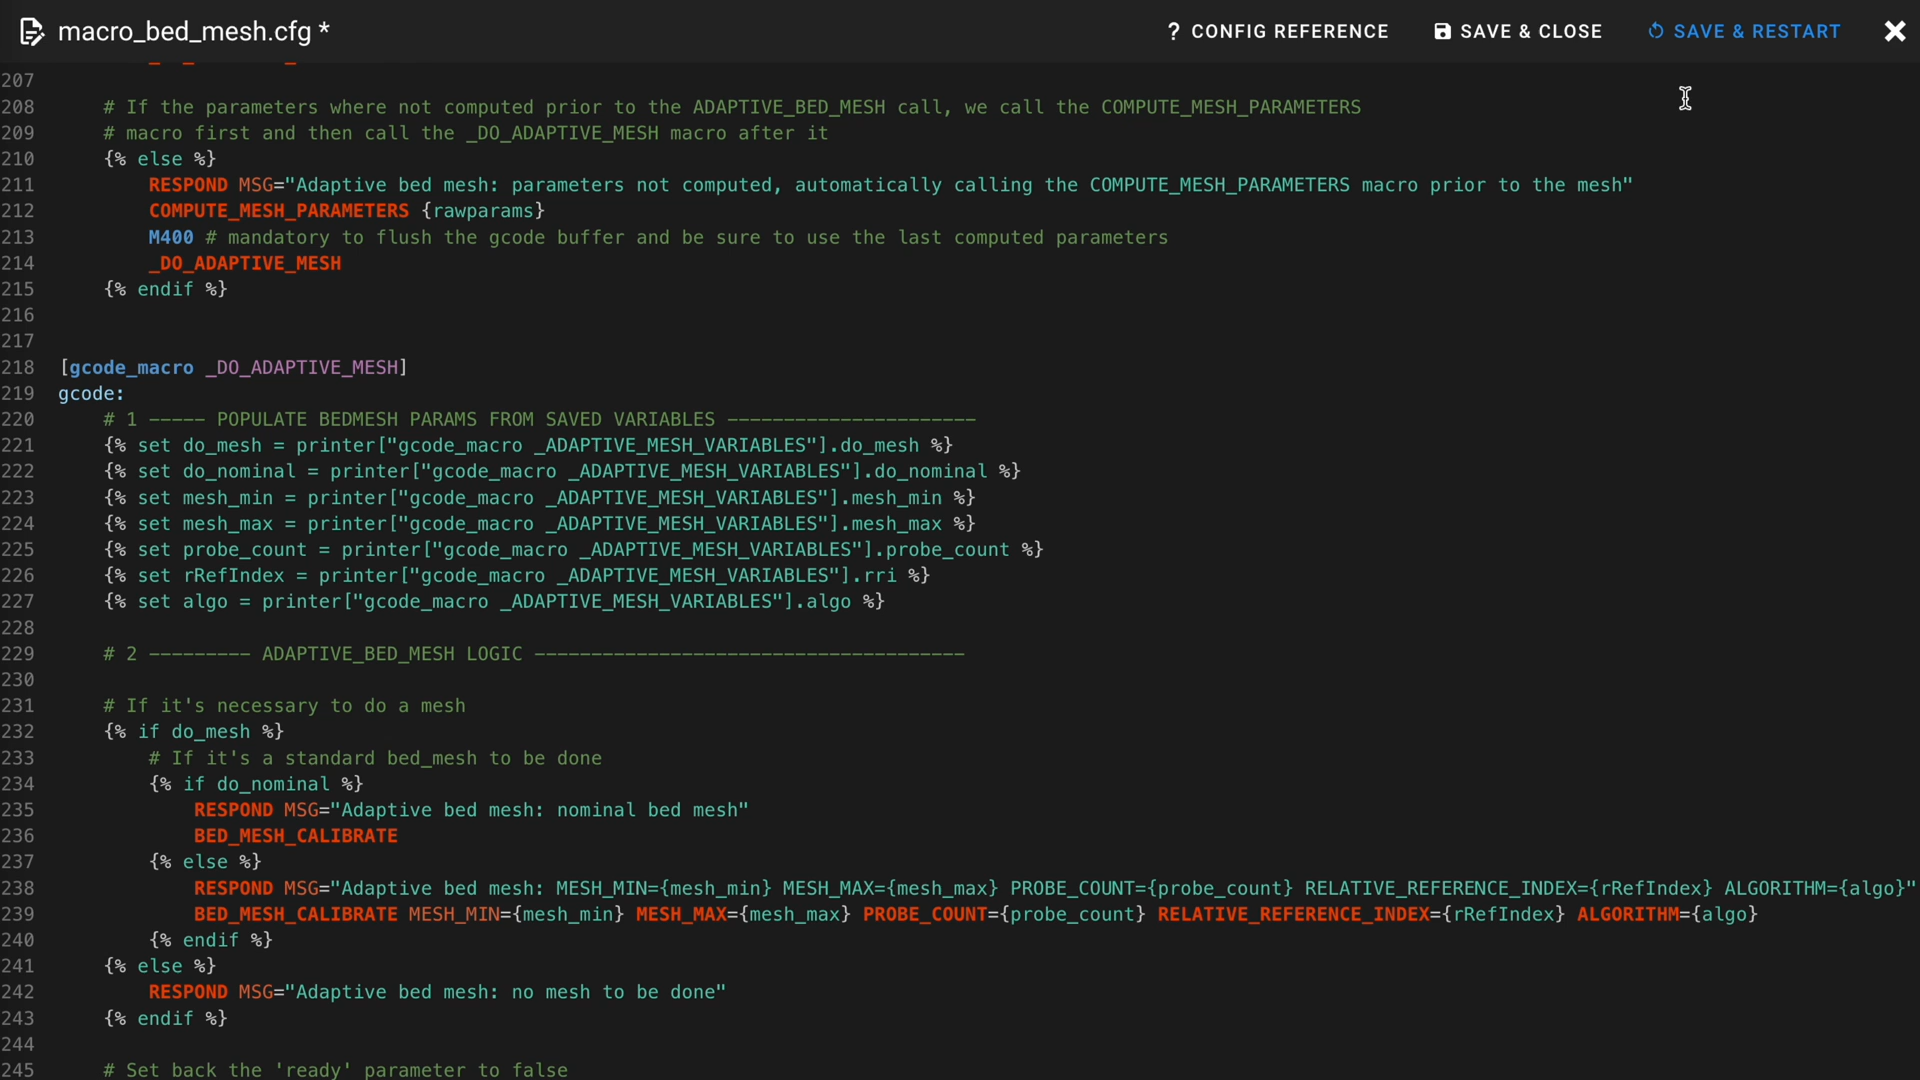 macro_bed_mesh.cfg *
? CONFIG REFERENCE
SAVE & CLOSE
SAVE & RESTART
207
208 # If the parameters where not computed prior to the ADAPTIVE_BED_MESH call, we call the COMPUTE_MESH_PARAMETERS
209 # macro first and then call the _DO_ADAPTIVE_MESH macro after it
210 {% else %}
211 RESPOND MSG="Adaptive bed mesh: parameters not computed, automatically calling the COMPUTE_MESH_PARAMETERS macro prior to the mesh"
212 COMPUTE_MESH_PARAMETERS {rawparams}
213 M400 # mandatory to flush the gcode buffer and be sure to use the last computed parameters
214 _DO_ADAPTIVE_MESH
215 {% endif %}
216
217
218 [gcode_macro _DO_ADAPTIVE_MESH]
219 gcode:
220 # 1 ----- POPULATE BEDMESH PARAMS FROM SAVED VARIABLES ----------------------
221 {% set do_mesh = printer["gcode_macro _ADAPTIVE_MESH_VARIABLES"].do_mesh %}
222 {% set do_nominal = printer["gcode_macro _ADAPTIVE_MESH_VARIABLES"].do_nominal %}
223 {% set mesh_min = printer["gcode_macro _ADAPTIVE_MESH_VARIABLES"].mesh_min %}
224 {% set mesh_max = printer["gcode_macro _ADAPTIVE_MESH_VARIABLES"].mesh_max %}
225 {% set probe_count = printer["gcode_macro _ADAPTIVE_MESH_VARIABLES"].probe_count %}
226 {% set rRefIndex = printer["gcode_macro _ADAPTIVE_MESH_VARIABLES"].rri %}
227 {% set algo = printer["gcode_macro _ADAPTIVE_MESH_VARIABLES"].algo %}
228
229 # 2 --------- ADAPTIVE_BED_MESH LOGIC --------------------------------------
230
231 # If it's necessary to do a mesh
232 {% if do_mesh %}
233 # If it's a standard bed_mesh to be done
234 {% if do_nominal %}
235 RESPOND MSG="Adaptive bed mesh: nominal bed mesh"
236 BED_MESH_CALIBRATE
237 {% else %}
238 RESPOND MSG="Adaptive bed mesh: MESH_MIN={mesh_min} MESH_MAX={mesh_max} PROBE_COUNT={probe_count} RELATIVE_REFERENCE_INDEX={rRefIndex} ALGORITHM={algo}"
239 BED_MESH_CALIBRATE MESH_MIN={mesh_min} MESH_MAX={mesh_max} PROBE_COUNT={probe_count} RELATIVE_REFERENCE_INDEX={rRefIndex} ALGORITHM={algo}
240 {% endif %}
241 {% else %}
242 RESPOND MSG="Adaptive bed mesh: no mesh to be done"
243 {% endif %}
244
245 # Set back the 'ready' parameter to false